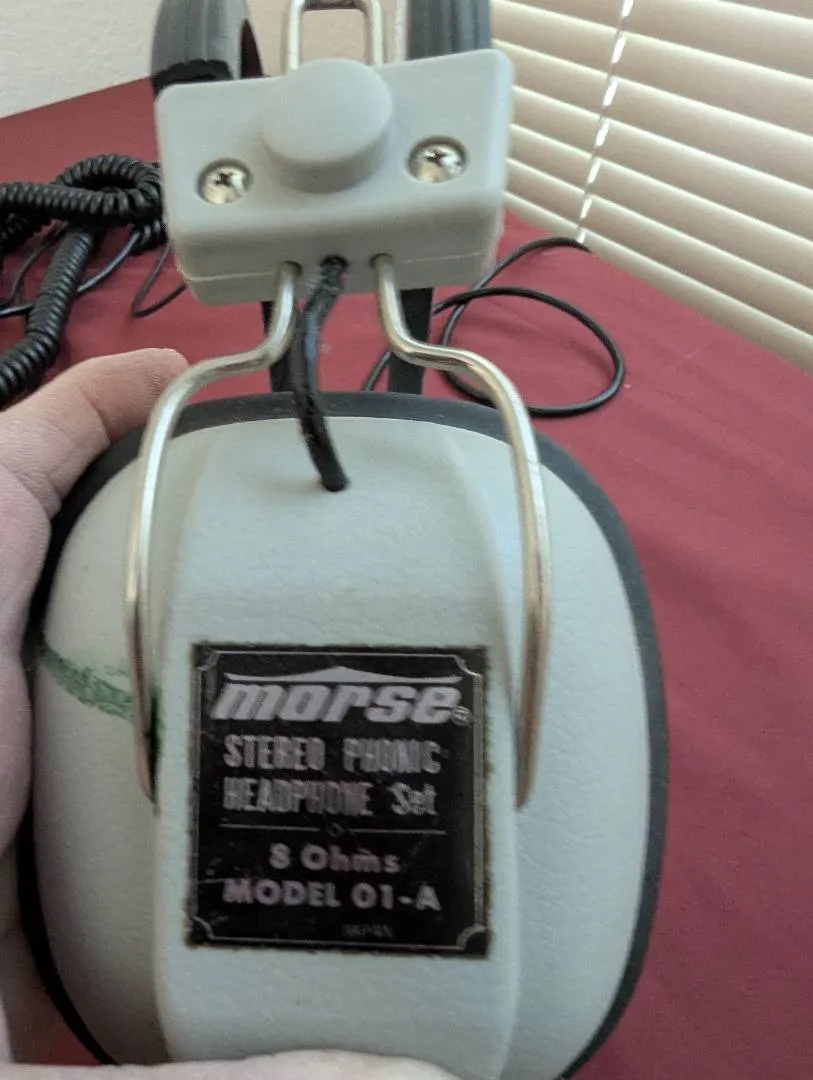 morse®
STEREO PHONIC
HEADPHONE Set
8 Ohms
MODEL 01-A
JAPAN